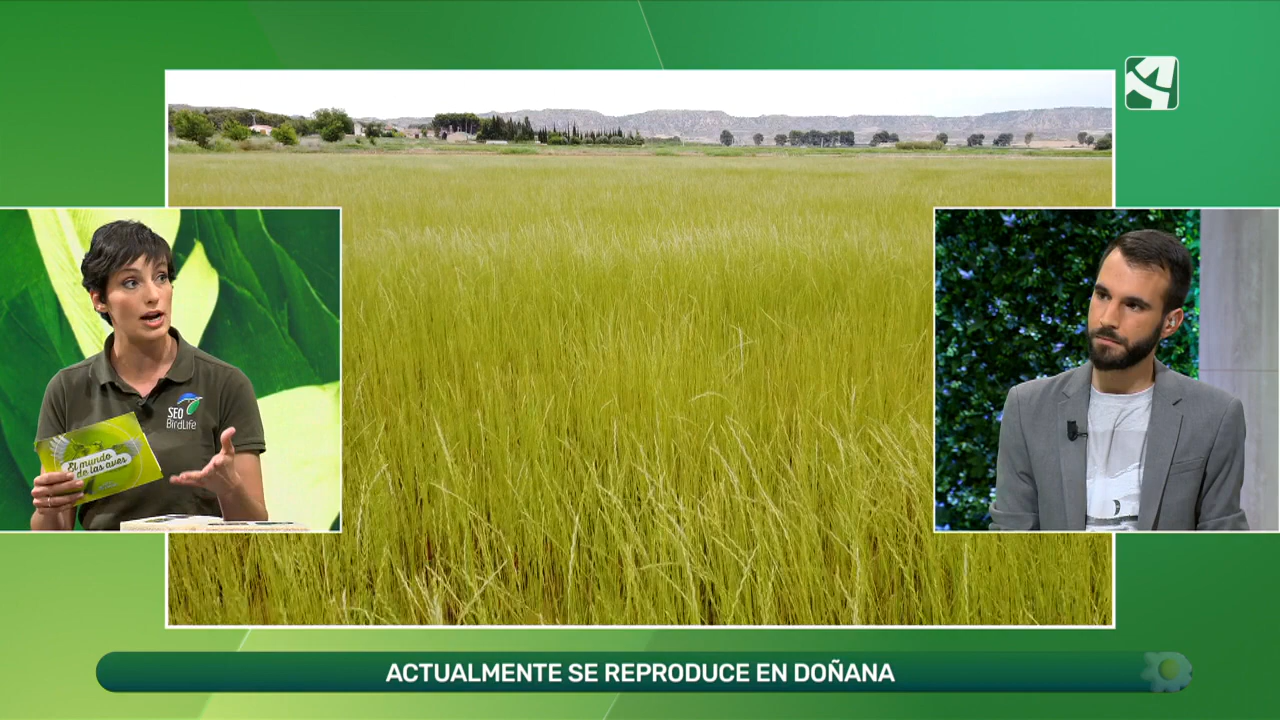 SEO
BirdLife
El mundo
de las aves
ACTUALMENTE SE REPRODUCE EN DOÑANA